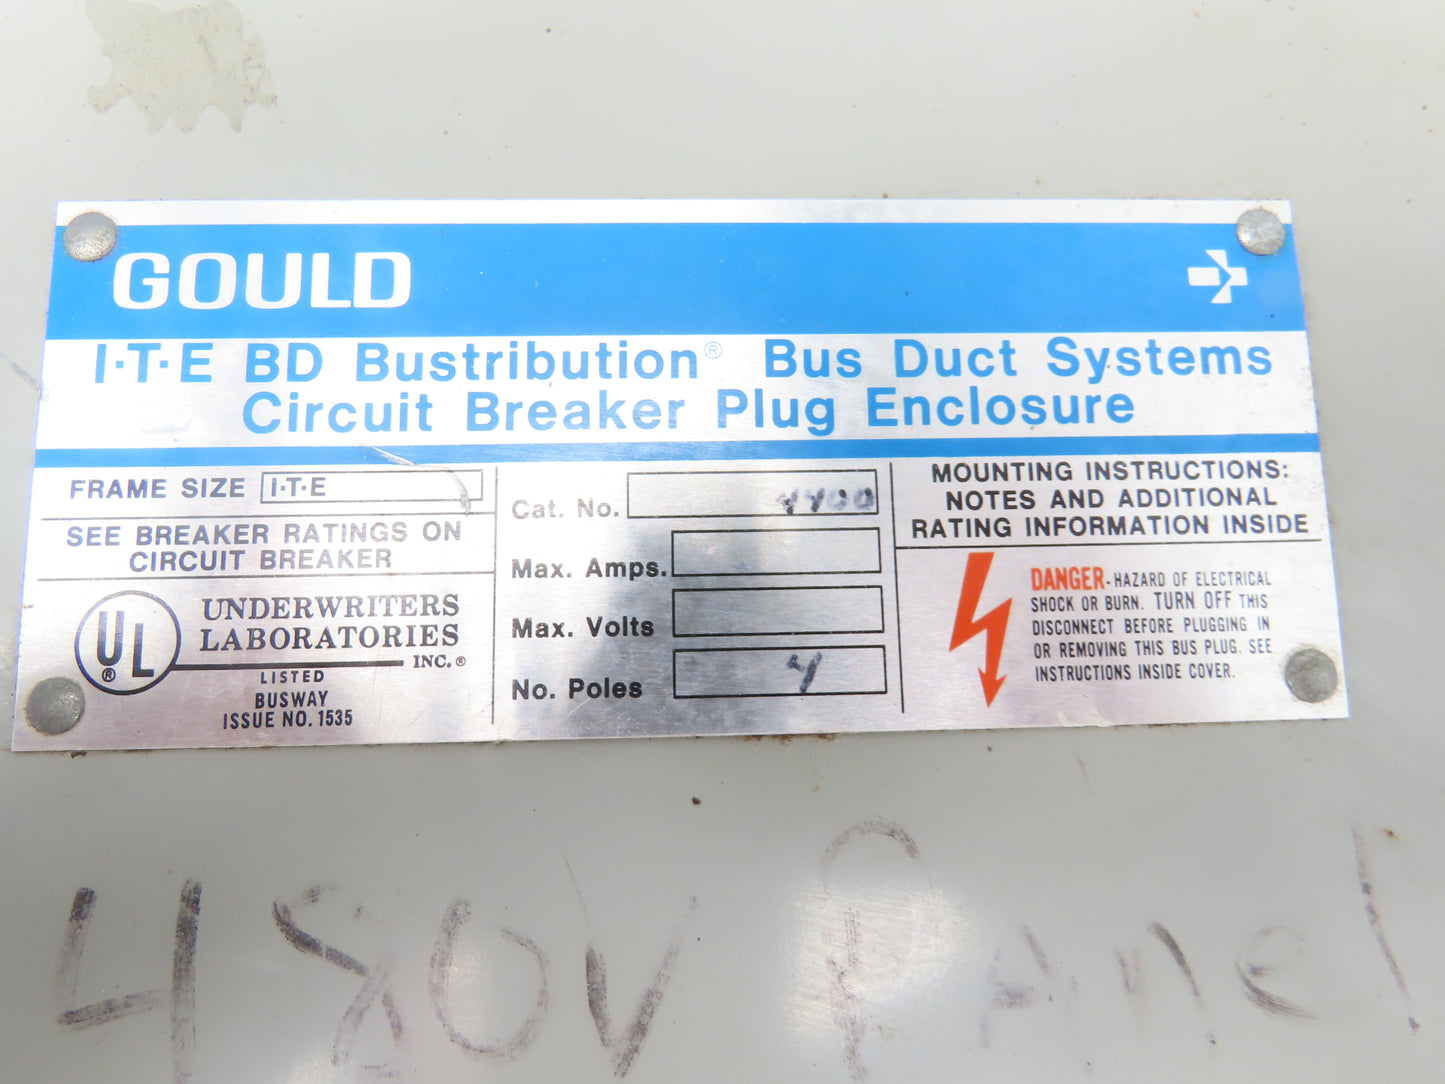 GOULD
I·T·E BD Bustribution® Bus Duct Systems
Circuit Breaker Plug Enclosure
FRAME SIZE I·T·E
SEE BREAKER RATINGS ON
CIRCUIT BREAKER
UL®
UNDERWRITERS
LABORATORIES
INC.®
LISTED
BUSWAY
ISSUE NO. 1535
Cat. No. 4400
Max. Amps.
Max. Volts
No. Poles 4
MOUNTING INSTRUCTIONS:
NOTES AND ADDITIONAL
RATING INFORMATION INSIDE
DANGER- HAZARD OF ELECTRICAL
SHOCK OR BURN. TURN OFF THIS
DISCONNECT BEFORE PLUGGING IN
OR REMOVING THIS BUS PLUG. SEE
INSTRUCTIONS INSIDE COVER.
480V PAnel